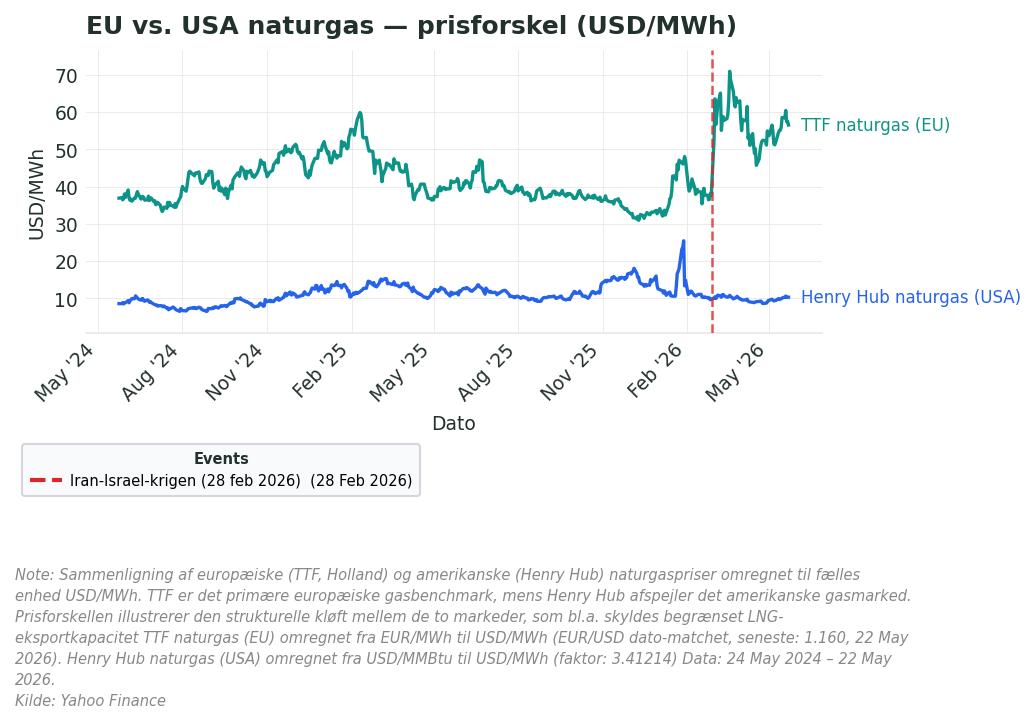 EU vs. USA naturgas — prisforskel (USD/MWh)
USD/MWh
70
60
50
40
30
20
10
TTF naturgas (EU)
Henry Hub naturgas (USA)
May '24
Aug '24
Nov '24
Feb '25
May '25
Aug '25
Nov '25
Feb '26
May '26
Dato
Events
Iran-Israel-krigen (28 feb 2026)  (28 Feb 2026)
Note: Sammenligning af europæiske (TTF, Holland) og amerikanske (Henry Hub) naturgaspriser omregnet til fælles
enhed USD/MWh. TTF er det primære europæiske gasbenchmark, mens Henry Hub afspejler det amerikanske gasmarked.
Prisforskellen illustrerer den strukturelle kløft mellem de to markeder, som bl.a. skyldes begrænset LNG-
eksportkapacitet TTF naturgas (EU) omregnet fra EUR/MWh til USD/MWh (EUR/USD dato-matchet, seneste: 1.160, 22 May
2026). Henry Hub naturgas (USA) omregnet fra USD/MMBtu til USD/MWh (faktor: 3.41214) Data: 24 May 2024 – 22 May
2026.
Kilde: Yahoo Finance